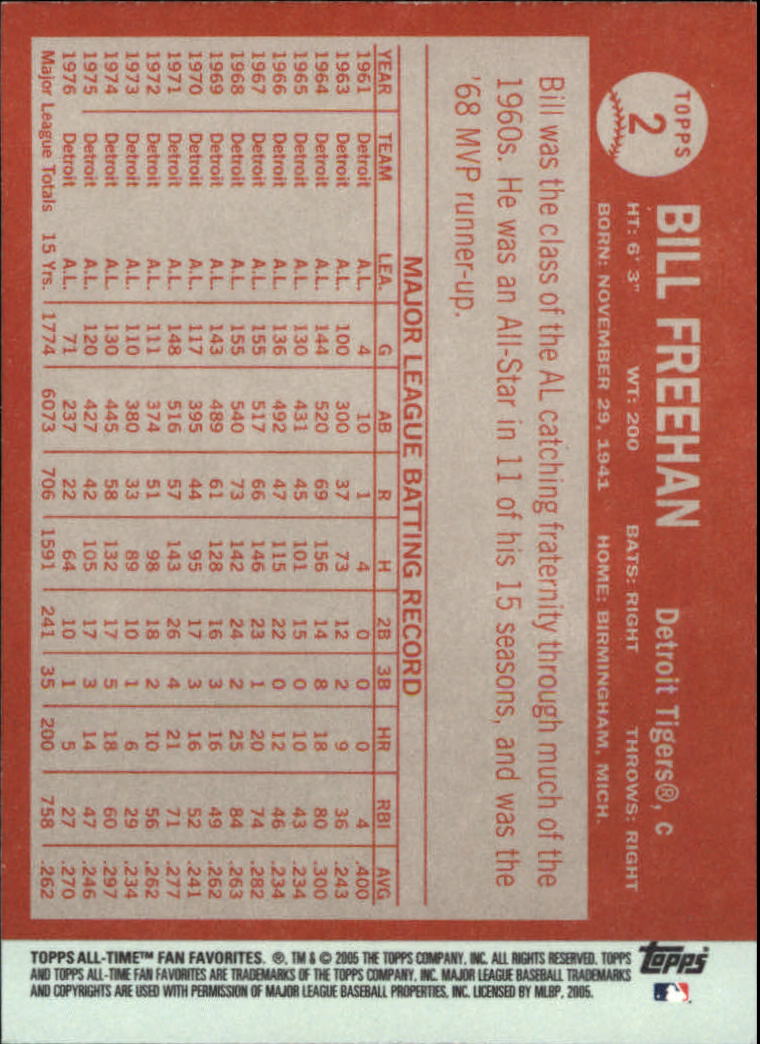 TOPPS
2
BILL FREEHAN Detroit Tigers®, c
HT: 6' 3" WT: 200 BATS: RIGHT THROWS: RIGHT
BORN: NOVEMBER 29, 1941 HOME: BIRMINGHAM, MICH.
Bill was the class of the AL catching fraternity through much of the
1960s. He was an All-Star in 11 of his 15 seasons, and was the
'68 MVP runner-up.
MAJOR LEAGUE BATTING RECORD
YEAR TEAM LEA. G AB R H 2B 3B HR RBI AVG
1961 Detroit A.L. 4 10 1 4 0 0 0 4 .400
1963 Detroit A.L. 100 300 37 73 12 2 9 36 .243
1964 Detroit A.L. 144 520 69 156 14 8 18 80 .300
1965 Detroit A.L. 130 431 45 101 15 0 10 43 .234
1966 Detroit A.L. 136 492 47 115 22 0 12 46 .234
1967 Detroit A.L. 155 517 66 146 23 1 20 74 .282
1968 Detroit A.L. 155 540 73 142 24 2 25 84 .263
1969 Detroit A.L. 143 489 61 128 16 3 16 49 .262
1970 Detroit A.L. 117 395 44 95 17 3 16 52 .241
1971 Detroit A.L. 148 516 57 143 26 4 21 71 .277
1972 Detroit A.L. 111 374 51 98 18 2 10 56 .262
1973 Detroit A.L. 110 380 33 89 10 1 6 29 .234
1974 Detroit A.L. 130 445 58 132 17 5 18 60 .297
1975 Detroit A.L. 120 427 42 105 17 3 14 47 .246
1976 Detroit A.L. 71 237 22 64 10 1 5 27 .270
Major League Totals 15 Yrs. 1774 6073 706 1591 241 35 200 758 .262
TOPPS ALL-TIME™ FAN FAVORITES. ®, TM & © 2005 THE TOPPS COMPANY, INC. ALL RIGHTS RESERVED. TOPPS
AND TOPPS ALL-TIME FAN FAVORITES ARE TRADEMARKS OF THE TOPPS COMPANY, INC. MAJOR LEAGUE BASEBALL TRADEMARKS
AND COPYRIGHTS ARE USED WITH PERMISSION OF MAJOR LEAGUE BASEBALL PROPERTIES, INC. LICENSED BY MLBP, 2005.
Topps